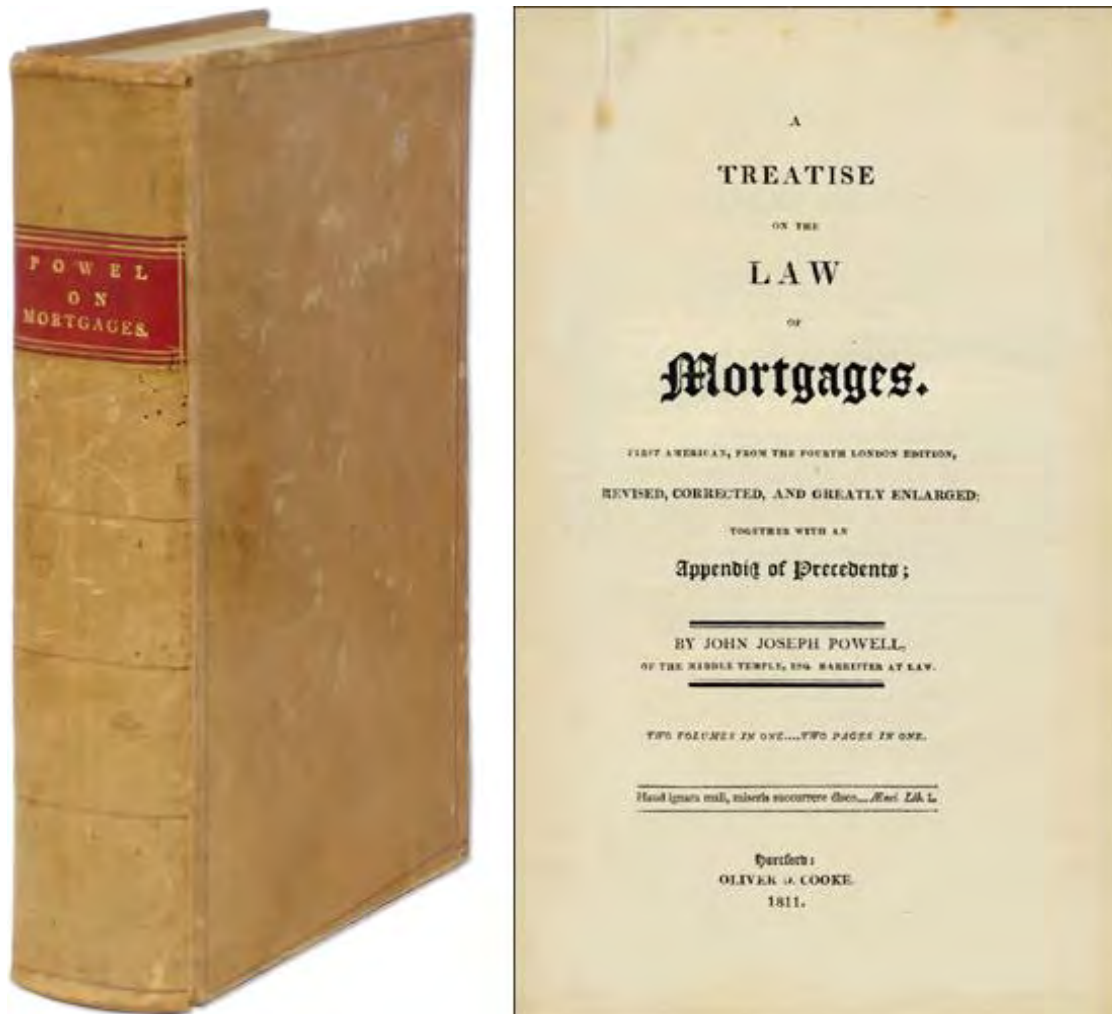 POWEL
ON
MORTGAGES.
A
TREATISE
ON THE
LAW
OF
Mortgages.
FIRST AMERICAN, FROM THE FOURTH LONDON EDITION,
REVISED, CORRECTED, AND GREATLY ENLARGED:
TOGETHER WITH AN
Appendix of Precedents;
BY JOHN JOSEPH POWELL,
OF THE MIDDLE TEMPLE, ESQ. BARRISTER AT LAW.
TWO VOLUMES IN ONE....TWO PAGES IN ONE.
Haud ignara mali, miseris succurrere disco....Ænei. Lib. 1.
Hartford:
OLIVER D. COOKE.
1811.